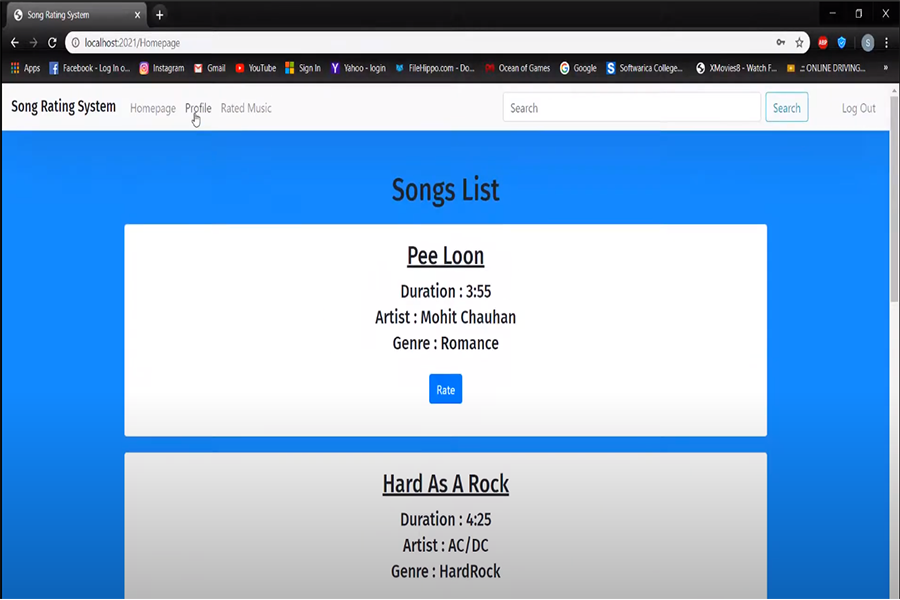 Song Rating System
localhost:2021/Homepage
Apps Facebook - Log In o... Instagram Gmail YouTube Sign In Yahoo - login FileHippo.com - Do... Ocean of Games Google Softwarica College... XMovies8 - Watch F... .:: ONLINE DRIVING... »
Song Rating System Homepage Profile Rated Music Search Search Log Out
Songs List
Pee Loon
Duration : 3:55
Artist : Mohit Chauhan
Genre : Romance
Rate
Hard As A Rock
Duration : 4:25
Artist : AC/DC
Genre : HardRock